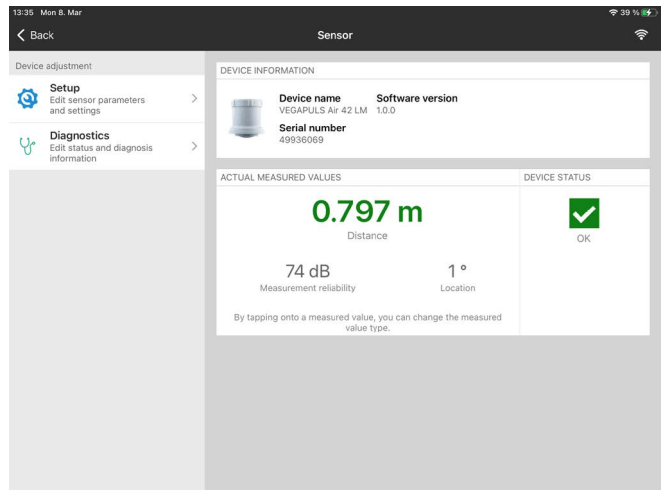 13:35 Mon 8. Mar
39 %
Back
Sensor
Device adjustment
Setup
Edit sensor parameters
and settings
Diagnostics
Edit status and diagnosis
information
DEVICE INFORMATION
Device name Software version
VEGAPULS Air 42 LM 1.0.0
Serial number
49936069
ACTUAL MEASURED VALUES
0.797 m
Distance
74 dB
Measurement reliability
1 °
Location
By tapping onto a measured value, you can change the measured
value type.
DEVICE STATUS
OK